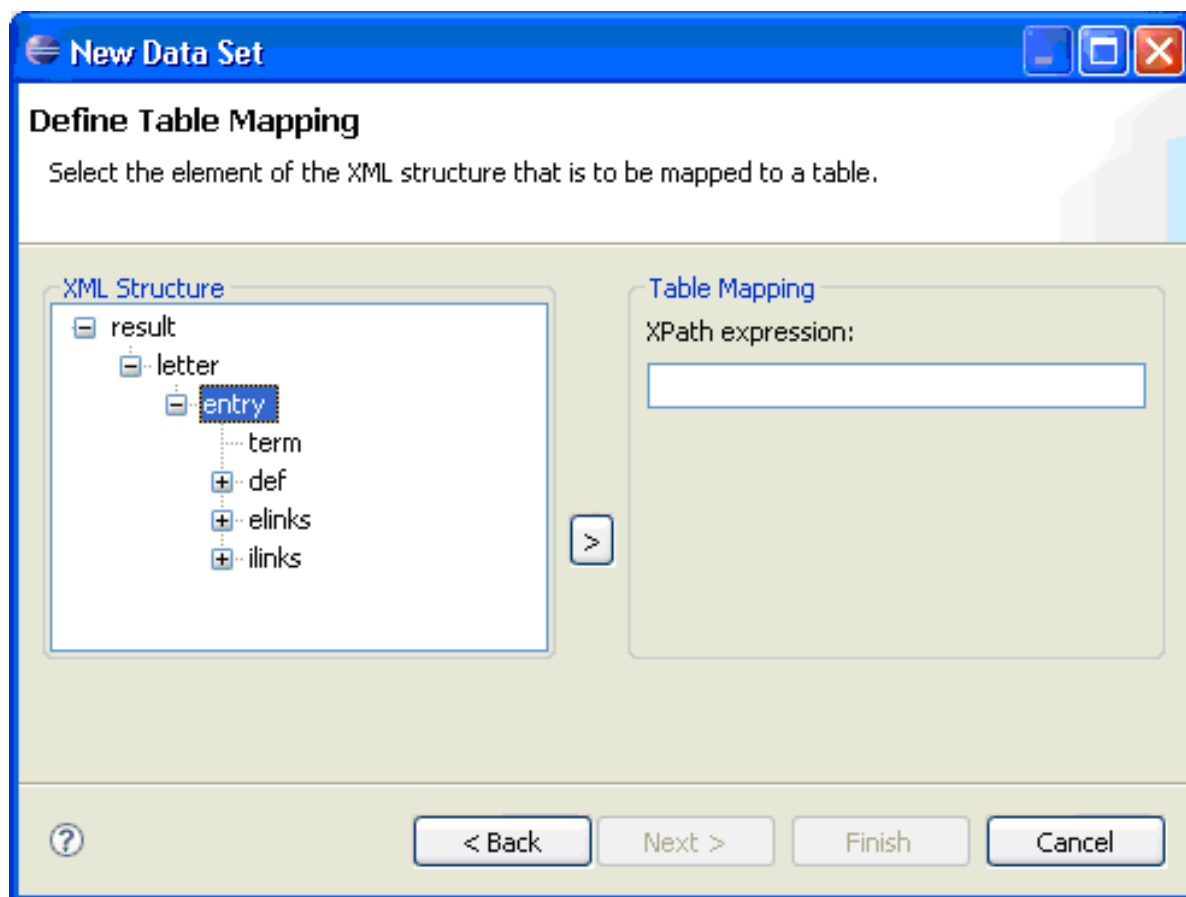 New Data Set
Define Table Mapping
Select the element of the XML structure that is to be mapped to a table.
XML Structure
result
letter
entry
term
def
elinks
ilinks
>
Table Mapping
XPath expression:
?
< Back
Next >
Finish
Cancel